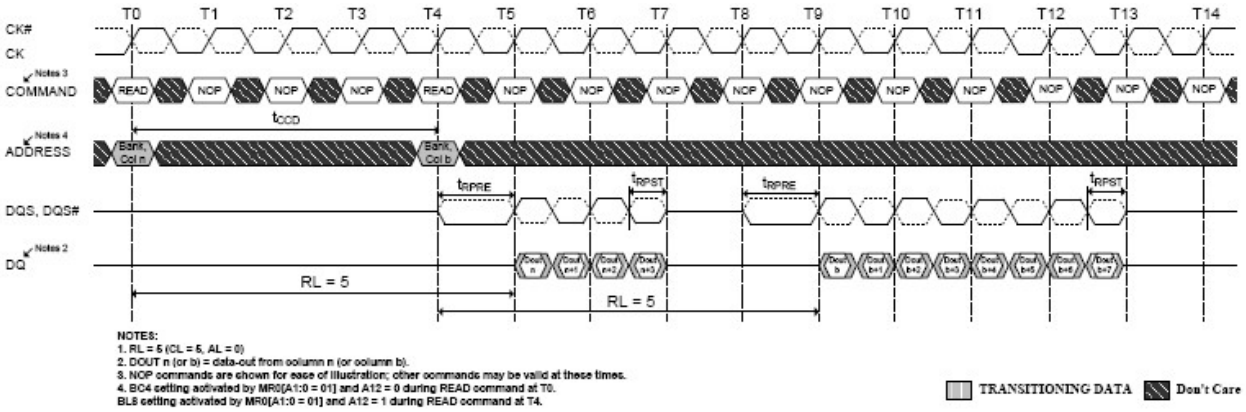 T0 T1 T2 T3 T4 T5 T6 T7 T8 T9 T10 T11 T12 T13 T14
CK#
CK
Notes 3
COMMAND READ NOP NOP NOP READ NOP NOP NOP NOP NOP NOP NOP NOP NOP NOP
tCCD
Notes 4
ADDRESS Bank, Col n Bank, Col b
tRPRE tRPST tRPRE tRPST
DQS, DQS#
Notes 2
DQ Dout n Dout n+1 Dout n+2 Dout n+3 Dout b Dout b+1 Dout b+2 Dout b+3 Dout b+4 Dout b+5 Dout b+6 Dout b+7
RL = 5
RL = 5
NOTES:
1. RL = 5 (CL = 5, AL = 0)
2. DOUT n (or b) = data-out from column n (or column b).
3. NOP commands are shown for ease of illustration; other commands may be valid at these times.
4. BC4 setting activated by MR0[A1:0 = 01] and A12 = 0 during READ command at T0.
BL8 setting activated by MR0[A1:0 = 01] and A12 = 1 during READ command at T4.
TRANSITIONING DATA Don't Care